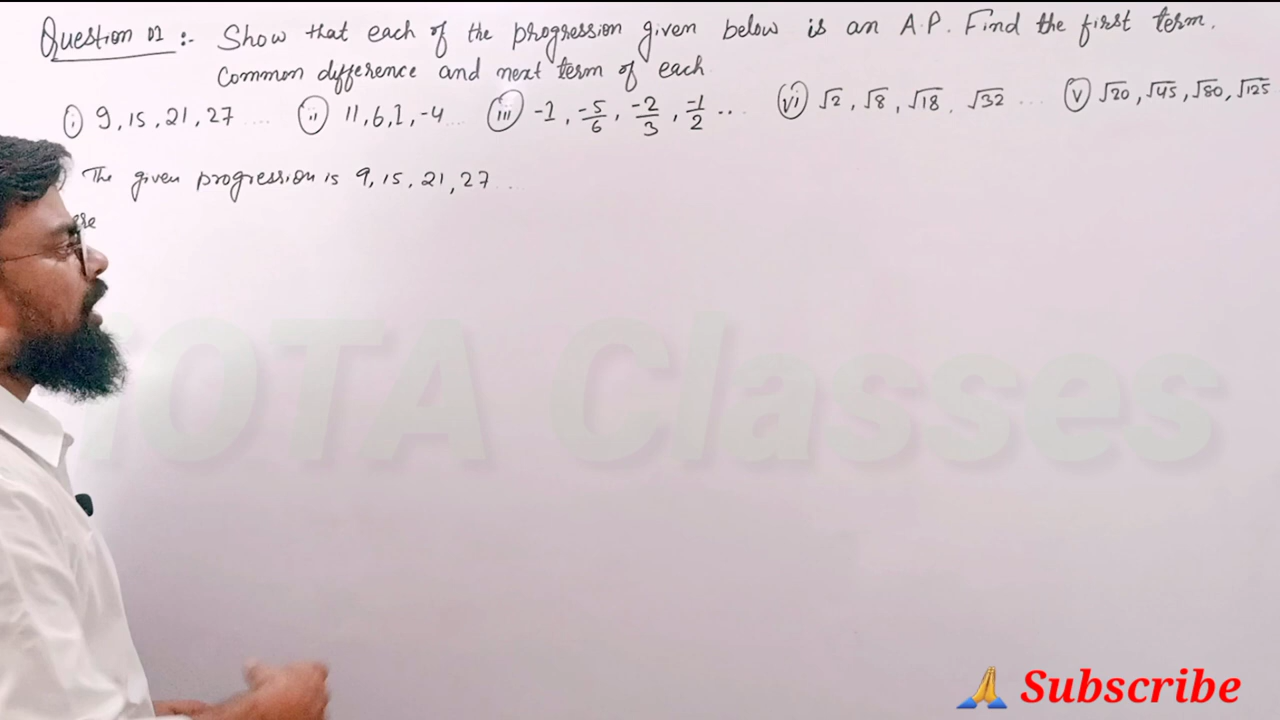 Question 01 :- Show that each of the progression given below is an A.P. Find the first term,
Common difference and next term of each
(i) 9, 15, 21, 27 .... (ii) 11, 6, 1, -4 .... (iii) -1, -5/6, -2/3, -1/2 ... (vi) √2, √8, √18, √32 .... (v) √20, √45, √80, √125
The given progression is 9, 15, 21, 27 ....
iOTA Classes
🙏 Subscribe